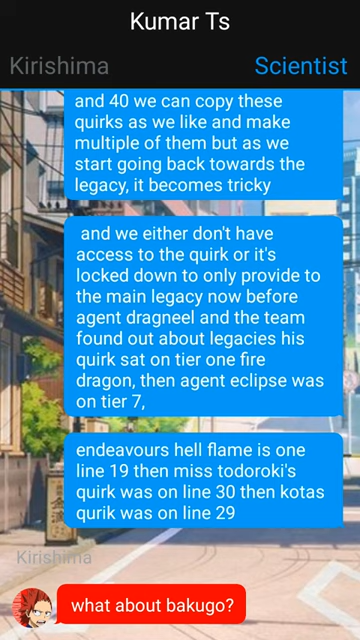 Kumar Ts
Kirishima
Scientist
and 40 we can copy these
quirks as we like and make
multiple of them but as we
start going back towards the
legacy, it becomes tricky
and we either don't have
access to the quirk or it's
locked down to only provide to
the main legacy now before
agent dragneel and the team
found out about legacies his
quirk sat on tier one fire
dragon, then agent eclipse was
on tier 7,
endeavours hell flame is one
line 19 then miss todoroki's
quirk was on line 30 then kotas
qurik was on line 29
Kirishima
what about bakugo?